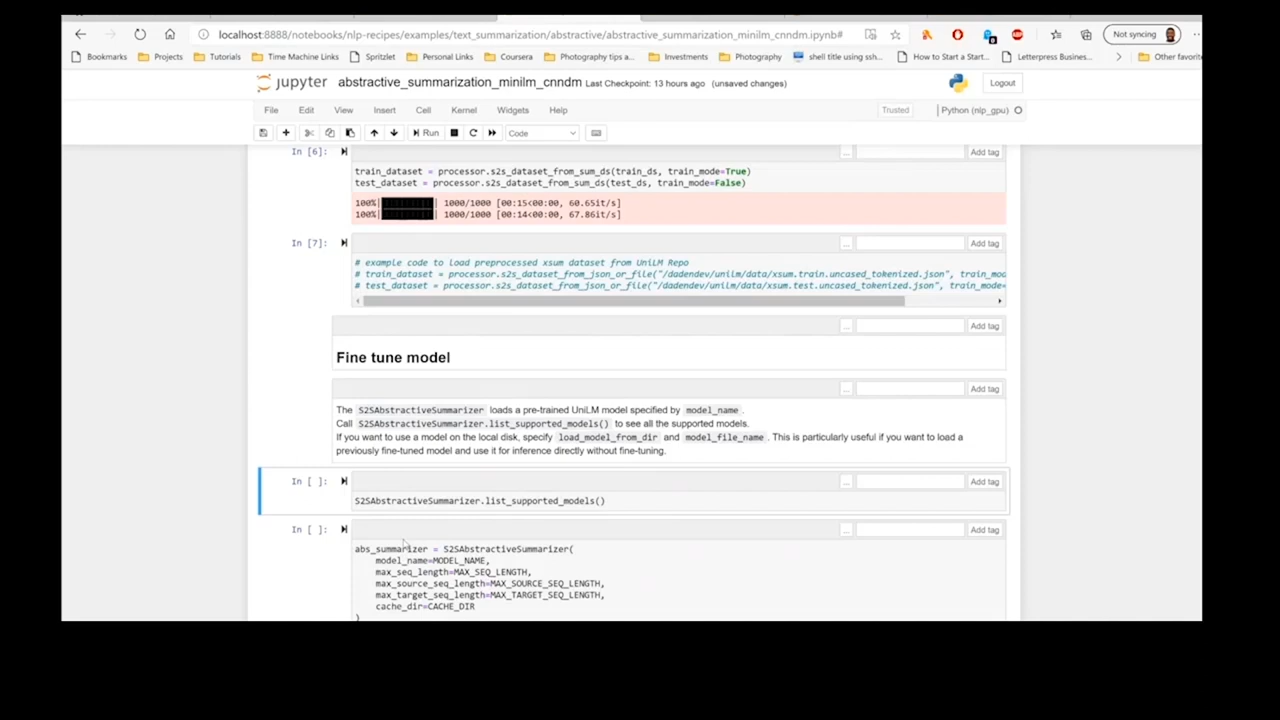 localhost:8888/notebooks/nlp-recipes/examples/text_summarization/abstractive/abstractive_summarization_minilm_cnndm.ipynb#
Not syncing
Bookmarks Projects Tutorials Time Machine Links Spritzlet Personal Links Coursera Photography tips a... Investments Photography shell title using ssh... How to Start a Start... Letterpress Busines... Other favorite
jupyter abstractive_summarization_minilm_cnndm Last Checkpoint: 13 hours ago (unsaved changes) Logout
File Edit View Insert Cell Kernel Widgets Help Trusted Python (nlp_gpu)
Run Code
In [6]: ... Add tag
train_dataset = processor.s2s_dataset_from_sum_ds(train_ds, train_mode=True)
test_dataset = processor.s2s_dataset_from_sum_ds(test_ds, train_mode=False)
100%| | 1000/1000 [00:15<00:00, 60.65it/s]
100%| | 1000/1000 [00:14<00:00, 67.86it/s]
In [7]: ... Add tag
# example code to load preprocessed xsum dataset from UniLM Repo
# train_dataset = processor.s2s_dataset_from_json_or_file("/dadendev/unilm/data/xsum.train.uncased_tokenized.json", train_mod
# test_dataset = processor.s2s_dataset_from_json_or_file("/dadendev/unilm/data/xsum.test.uncased_tokenized.json", train_mode=
... Add tag
Fine tune model
... Add tag
The S2SAbstractiveSummarizer loads a pre-trained UniLM model specified by model_name .
Call S2SAbstractiveSummarizer.list_supported_models() to see all the supported models.
If you want to use a model on the local disk, specify load_model_from_dir and model_file_name . This is particularly useful if you want to load a
previously fine-tuned model and use it for inference directly without fine-tuning.
In [ ]: ... Add tag
S2SAbstractiveSummarizer.list_supported_models()
In [ ]: ... Add tag
abs_summarizer = S2SAbstractiveSummarizer(
model_name=MODEL_NAME,
max_seq_length=MAX_SEQ_LENGTH,
max_source_seq_length=MAX_SOURCE_SEQ_LENGTH,
max_target_seq_length=MAX_TARGET_SEQ_LENGTH,
cache_dir=CACHE_DIR
)